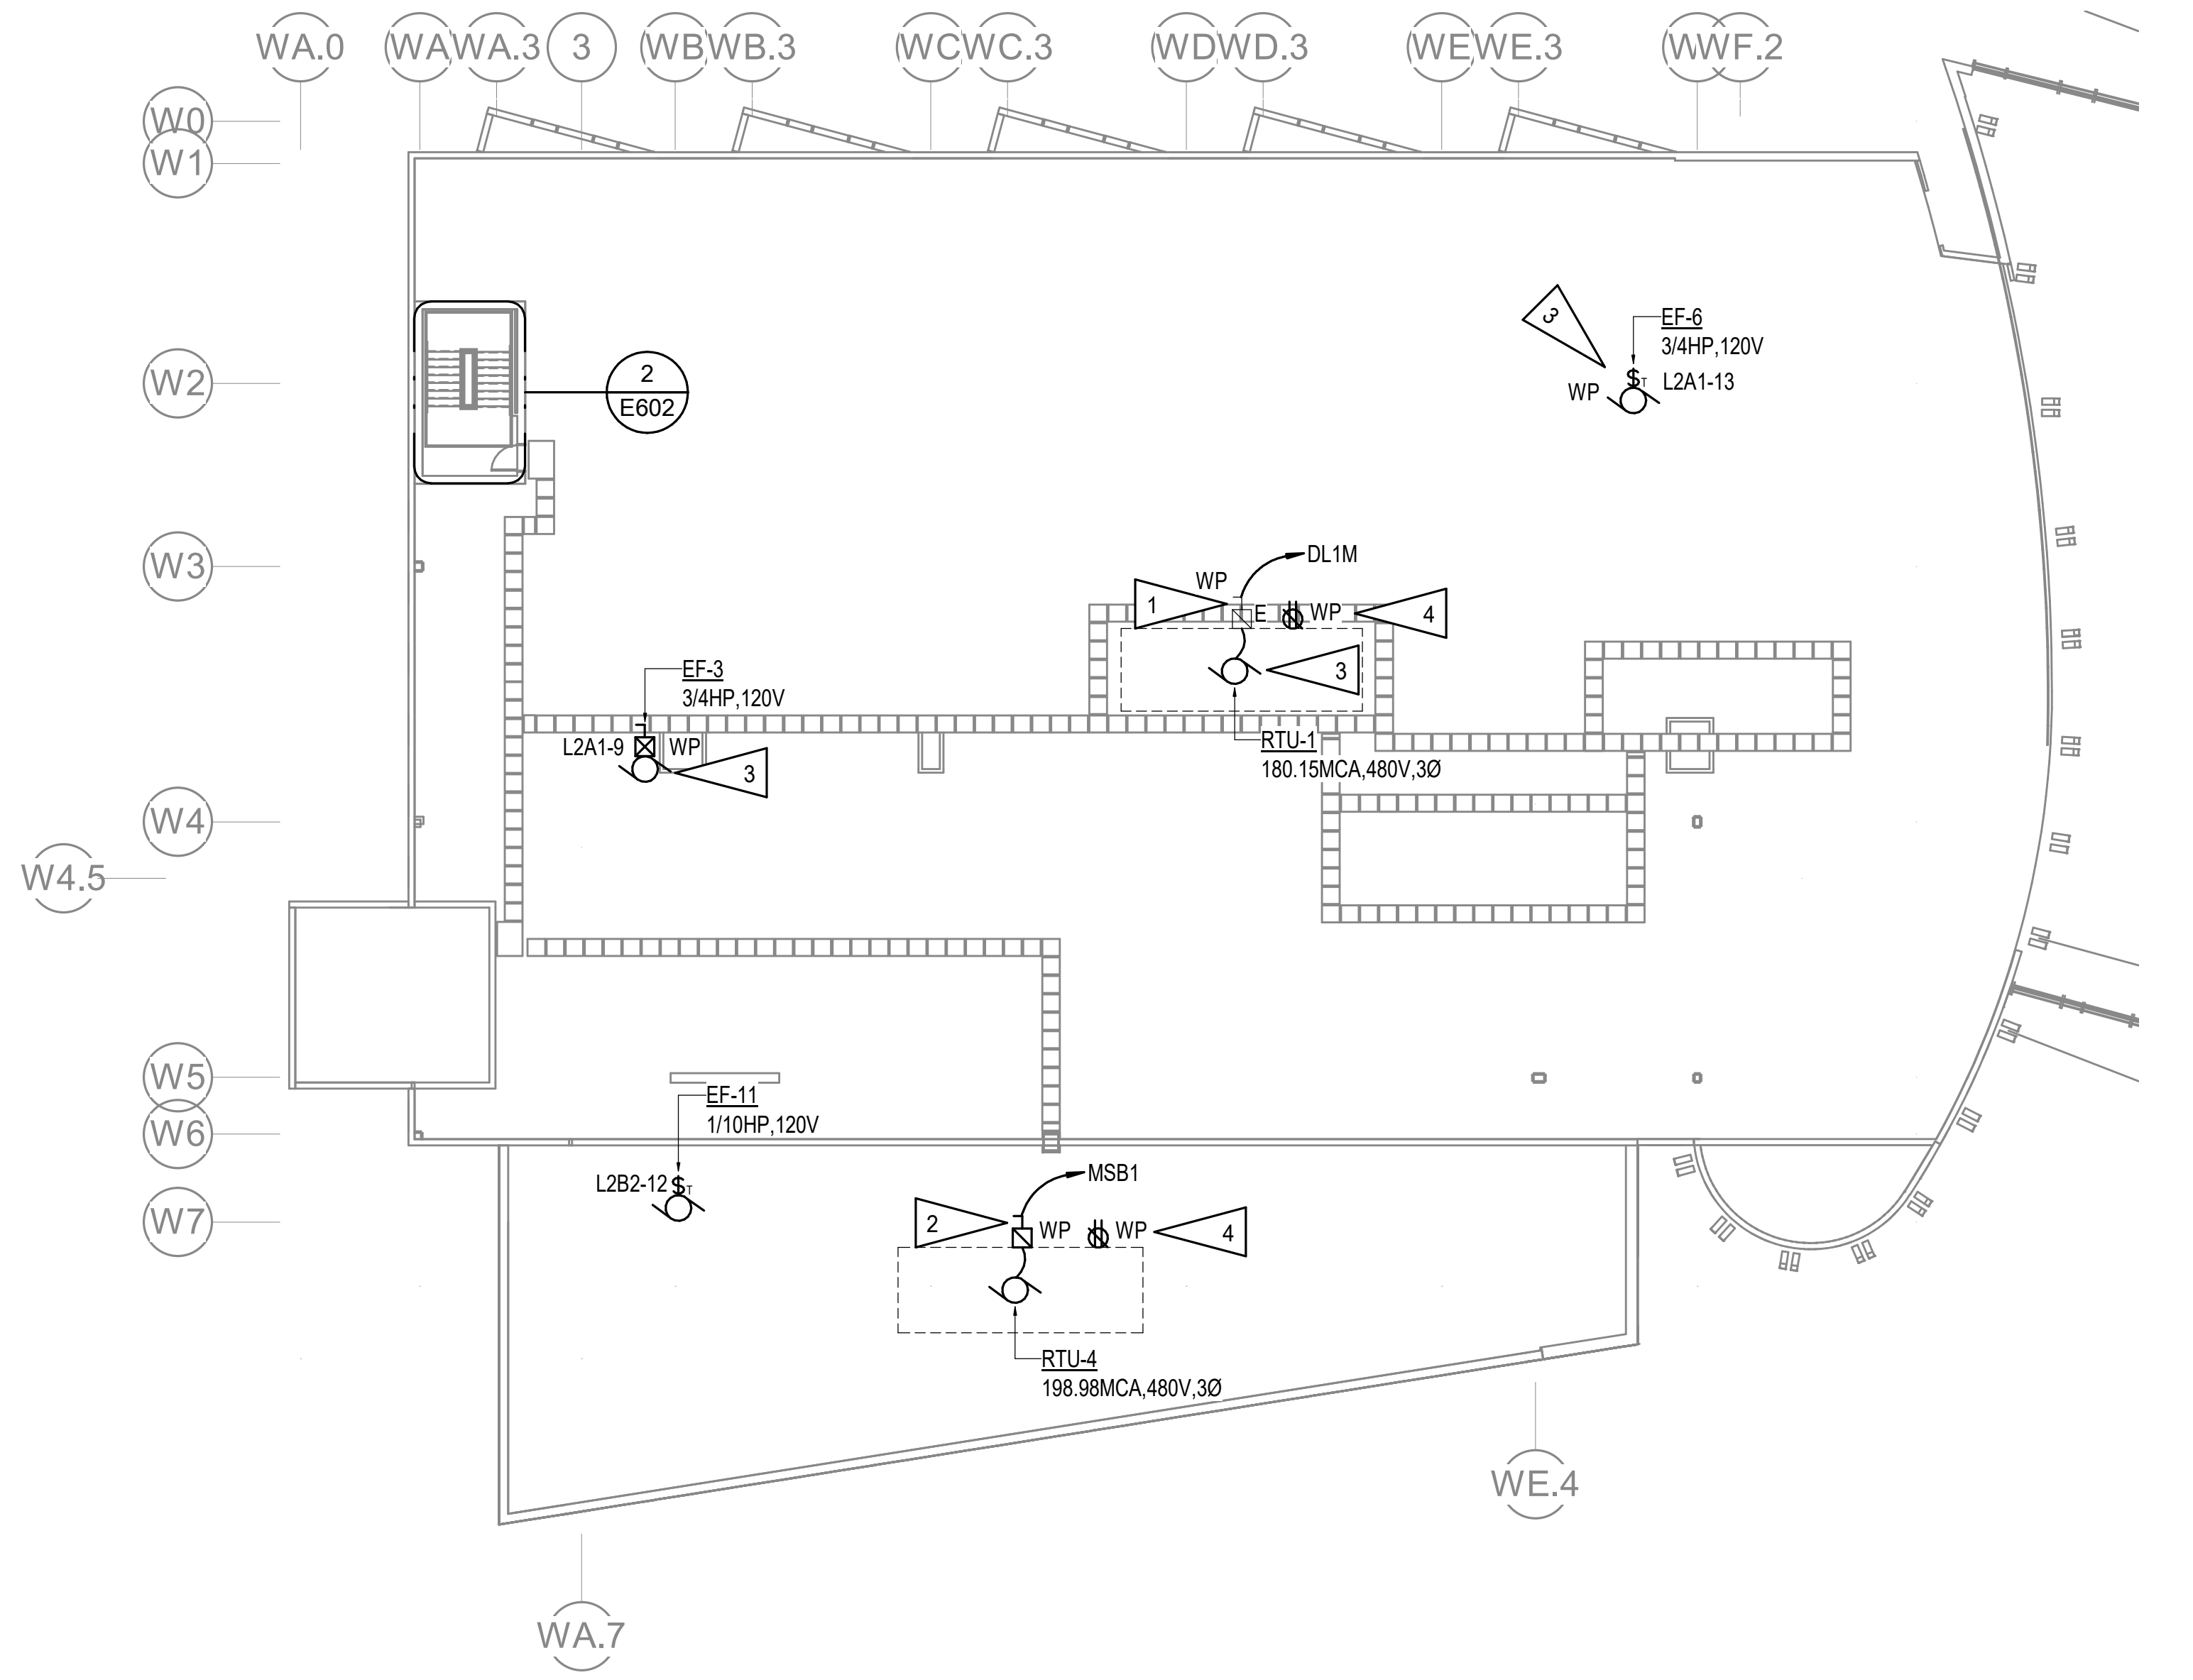 WA.0
WA
WA.3
3
WB
WB.3
WC
WC.3
WD
WD.3
WE
WE.3
W
WF.2
W0
W1
W2
W3
W4
W4.5
W5
W6
W7
2
E602
3
EF-6
3/4HP,120V
WP
$T
L2A1-13
DL1M
WP
1
E
WP
4
3
EF-3
3/4HP,120V
L2A1-9
WP
3
RTU-1
180.15MCA,480V,3Ø
EF-11
1/10HP,120V
L2B2-12
$T
MSB1
2
WP
WP
4
RTU-4
198.98MCA,480V,3Ø
WE.4
WA.7